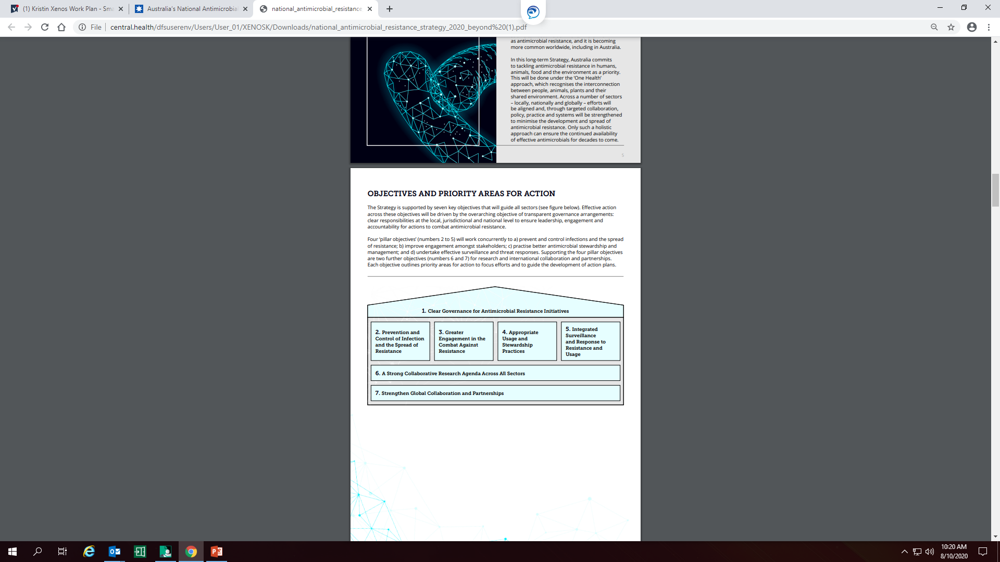 (1) Kristin Xenos Work Plan - Sma
Australia's National Antimicrobia
national_antimicrobial_resistance
File
central.health/dfsuserenv/Users/User_01/XENOSK/Downloads/national_antimicrobial_resistance_strategy_2020_beyond%20(1).pdf
as antimicrobial resistance, and it is becoming
more common worldwide, including in Australia.
In this long-term Strategy, Australia commits
to tackling antimicrobial resistance in humans,
animals, food and the environment as a priority.
This will be done under the 'One Health'
approach, which recognises the interconnection
between people, animals, plants and their
shared environment. Across a number of sectors
– locally, nationally and globally – efforts will
be aligned and, through targeted collaboration,
policy, practice and systems will be strengthened
to minimise the development and spread of
antimicrobial resistance. Only such a holistic
approach can ensure the continued availability
of effective antimicrobials for decades to come.
5
OBJECTIVES AND PRIORITY AREAS FOR ACTION
The Strategy is supported by seven key objectives that will guide all sectors (see figure below). Effective action
across these objectives will be driven by the overarching objective of transparent governance arrangements:
clear responsibilities at the local, jurisdictional and national level to ensure leadership, engagement and
accountability for actions to combat antimicrobial resistance.
Four 'pillar objectives' (numbers 2 to 5) will work concurrently to a) prevent and control infections and the spread
of resistance; b) improve engagement amongst stakeholders; c) practise better antimicrobial stewardship and
management; and d) undertake effective surveillance and threat responses. Supporting the four pillar objectives
are two further objectives (numbers 6 and 7) for research and international collaboration and partnerships.
Each objective outlines priority areas for action to focus efforts and to guide the development of action plans.
1. Clear Governance for Antimicrobial Resistance Initiatives
2. Prevention and
Control of Infection
and the Spread of
Resistance
3. Greater
Engagement in the
Combat Against
Resistance
4. Appropriate
Usage and
Stewardship
Practices
5. Integrated
Surveillance
and Response to
Resistance and
Usage
6. A Strong Collaborative Research Agenda Across All Sectors
7. Strengthen Global Collaboration and Partnerships
10:20 AM
8/10/2020